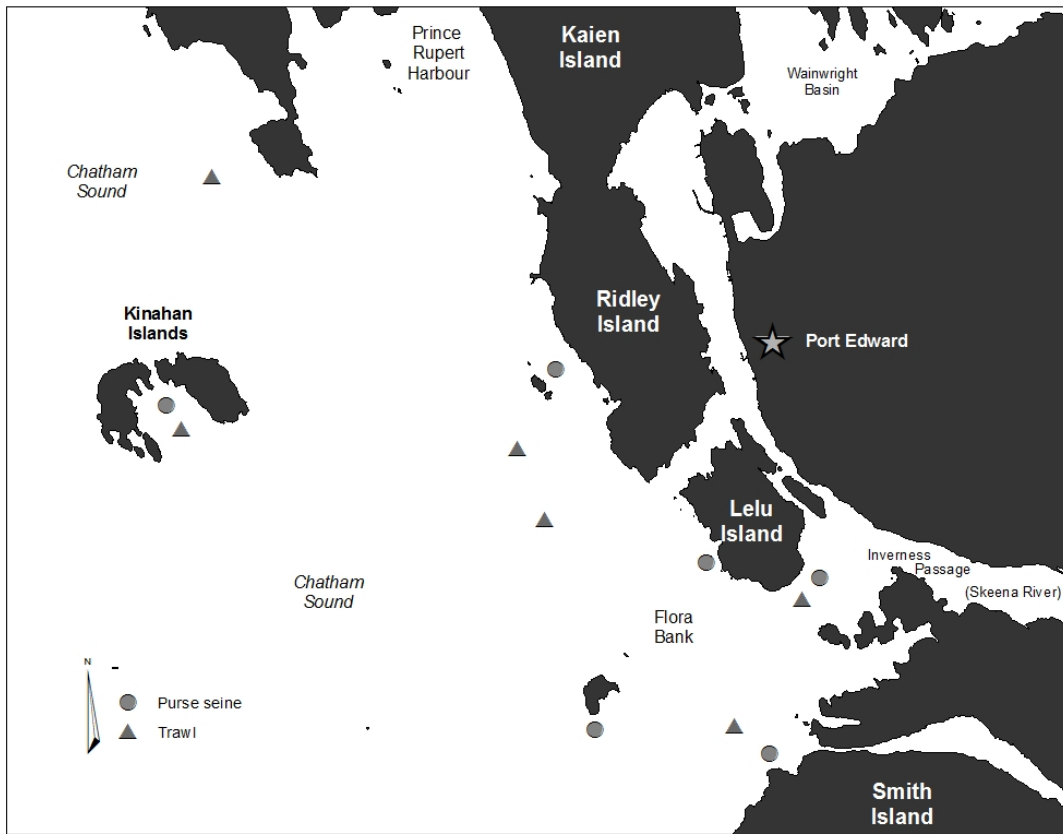 Prince
Rupert
Harbour
Kaien
Island
Wainwright
Basin
Chatham
Sound
Kinahan
Islands
Ridley
Island
Port Edward
Lelu
Island
Inverness
Passage
(Skeena River)
Chatham
Sound
Flora
Bank
N
Purse seine
Trawl
Smith
Island